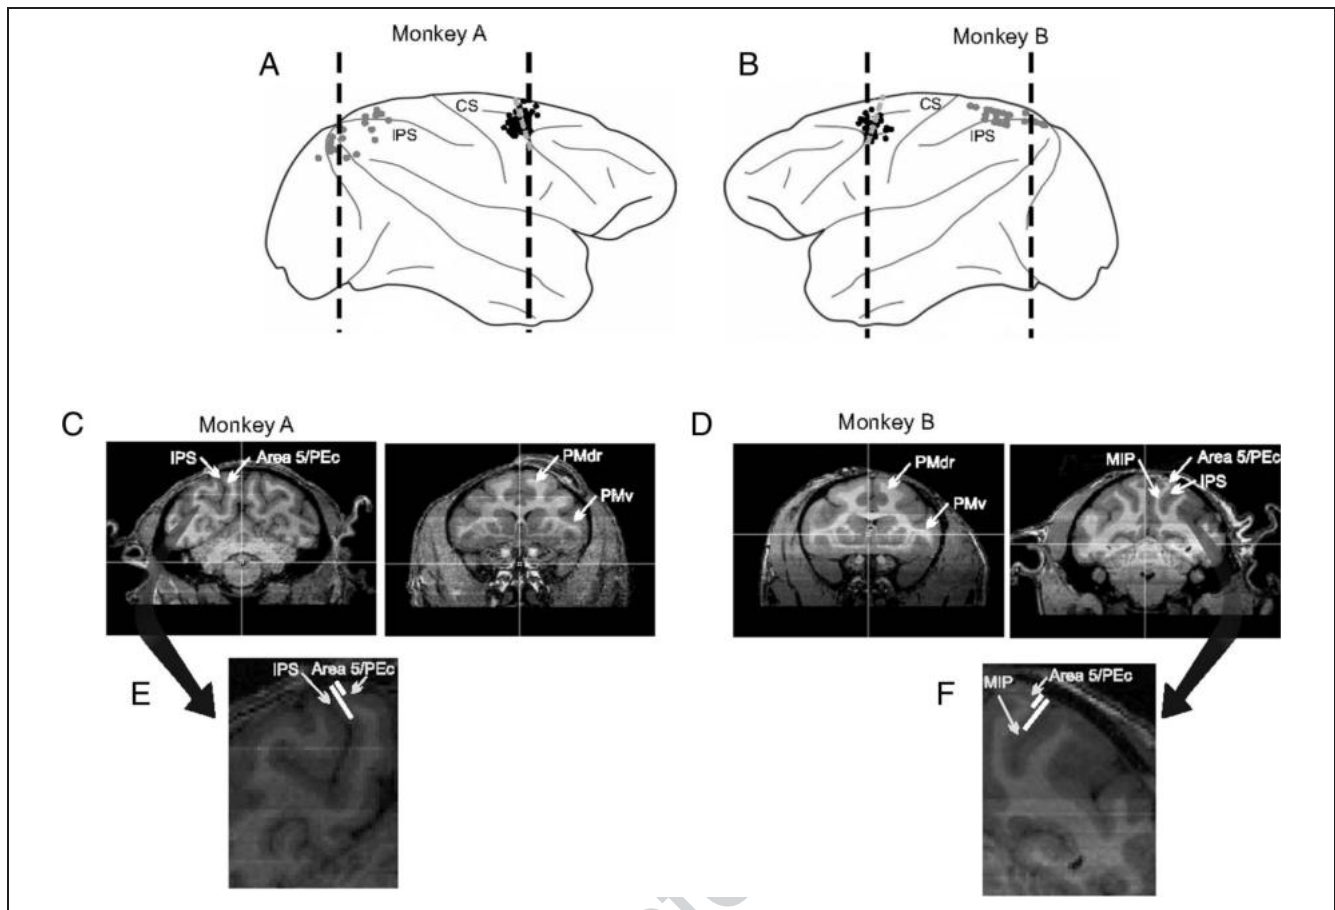 Monkey A
Monkey B
A
B
CS
IPS
CS
IPS
C
Monkey A
D
Monkey B
IPS
Area 5/PEc
PMdr
PMv
PMdr
PMv
MIP
Area 5/PEc
IPS
E
IPS
Area 5/PEc
F
MIP
Area 5/PEc